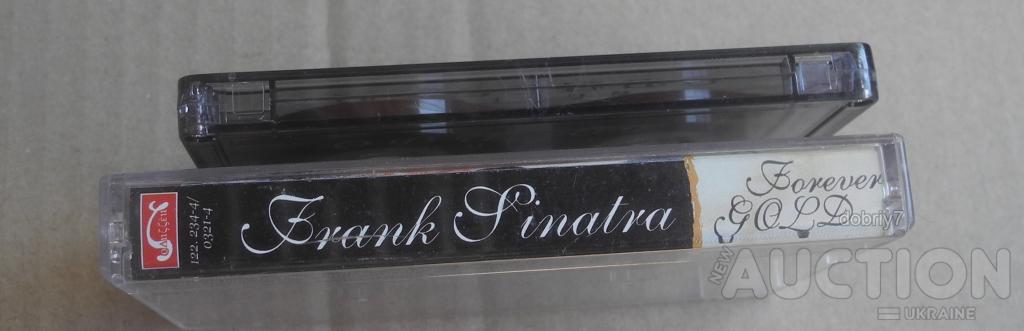 122. 234-4/
0321-4
Frank Sinatra
Forever
GOLD
dobriy7
NEW
AUCTION
UKRAINE